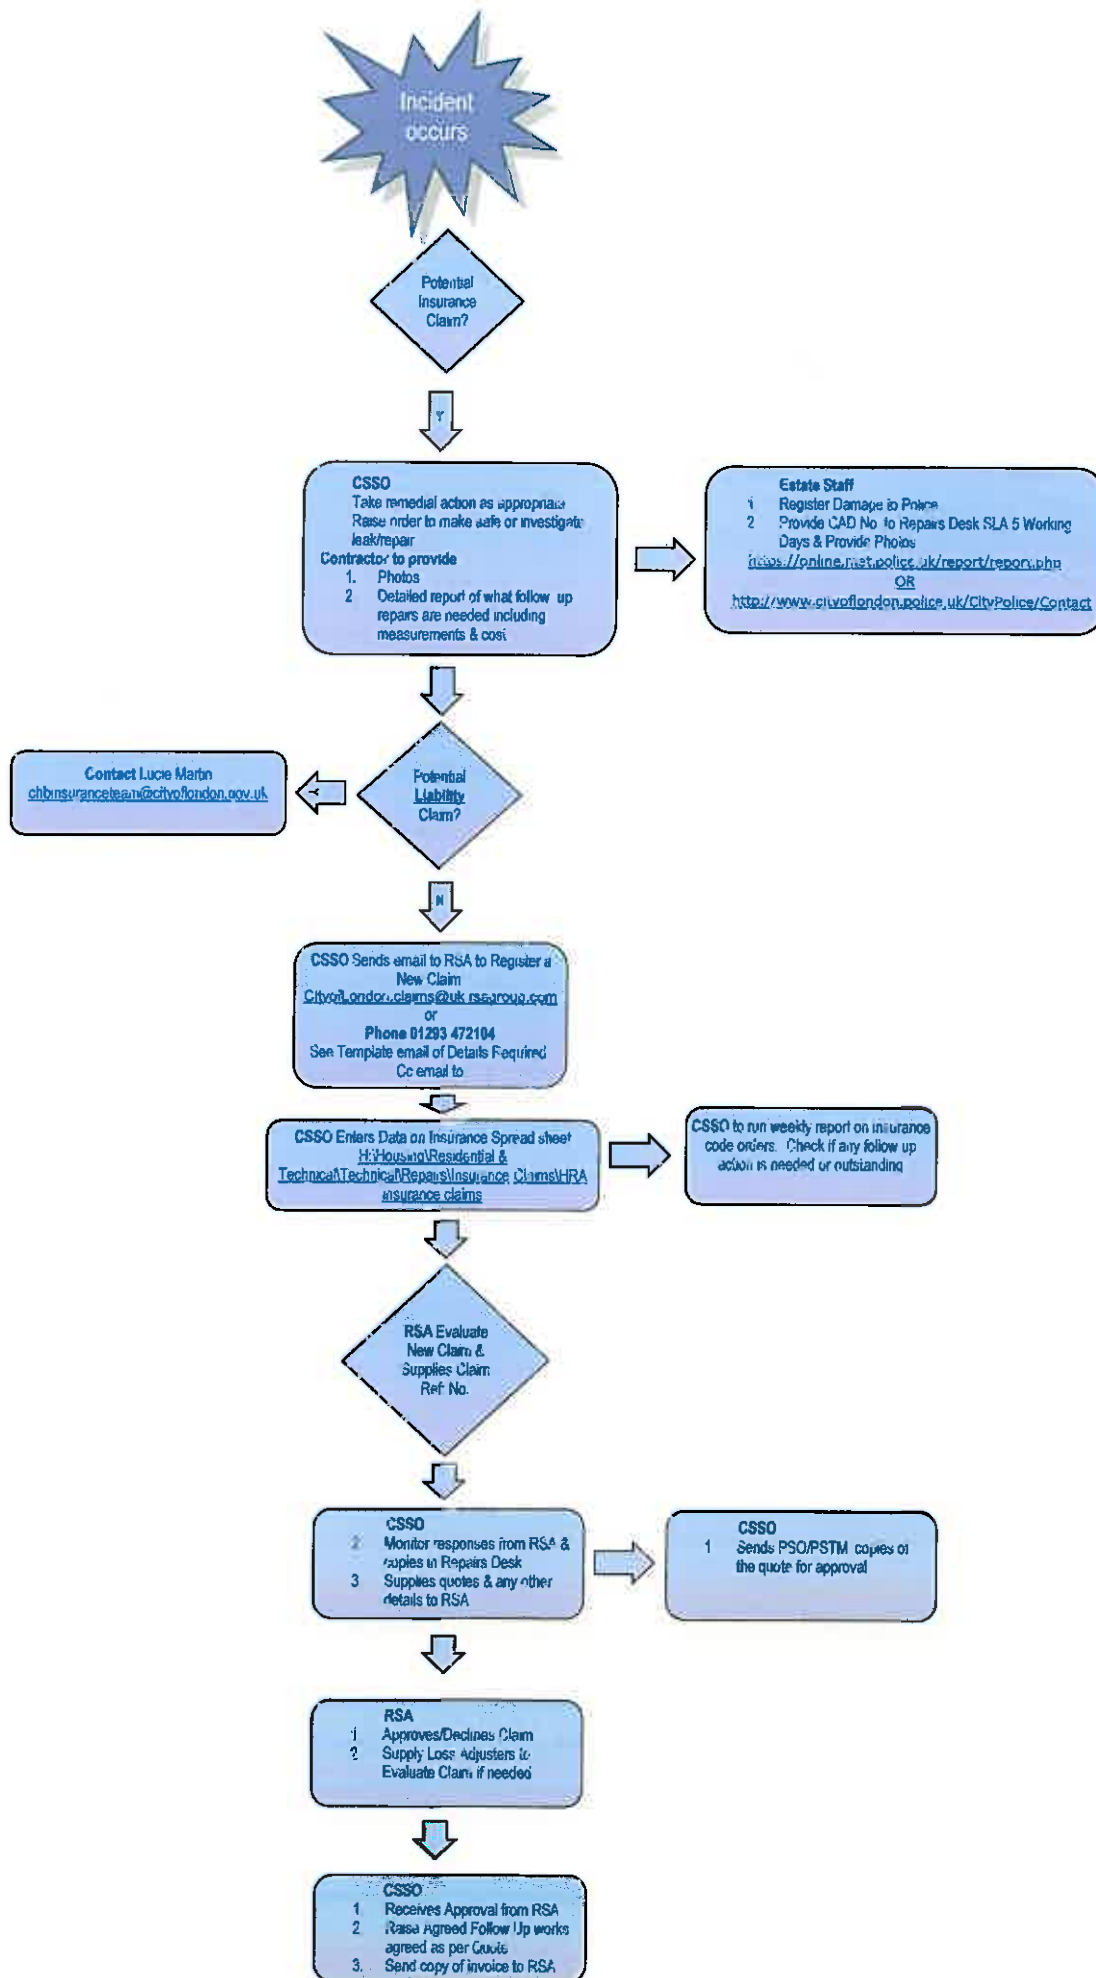 Incident
occurs
Potential
Insurance
Claim?
Y
CSSO
Take remedial action as appropriate
Raise order to make safe or investigate
leak/repair
Contractor to provide
1. Photos
2 Detailed report of what follow up
repairs are needed including
measurements & cost
Estate Staff
1 Register Damage to Police
2 Provide CAD No. to Repairs Desk SLA 5 Working
Days & Provide Photos
https://online.met.police.uk/report/report.php
OR
http://www.cityoflondon.police.uk/CityPolice/Contact
Potential
Liability
Claim?
Y
Contact Lucie Martin
chbinsuranceteam@cityoflondon.gov.uk
N
CSSO Sends email to RSA to Register a
New Claim
CityofLondon.claims@uk.rsagroup.com
or
Phone 01293 472104
See Template email of Details Required
Cc email to
CSSO Enters Data on Insurance Spread sheet
H:\Housing\Residential &
Technical\Technical\Repairs\Insurance Claims\HRA
insurance claims
CSSO to run weekly report on insurance
code orders. Check if any follow up
action is needed or outstanding
RSA Evaluate
New Claim &
Supplies Claim
Ref: No.
CSSO
2 Monitor responses from RSA &
copies in Repairs Desk
3 Supplies quotes & any other
details to RSA
CSSO
1 Sends PSO/PSTM copies of
the quote for approval
RSA
1 Approves/Declines Claim
2 Supply Loss Adjusters to
Evaluate Claim if needed
CSSO
1. Receives Approval from RSA
2 Raise Agreed Follow Up works
agreed as per Quote
3. Send copy of invoice to RSA